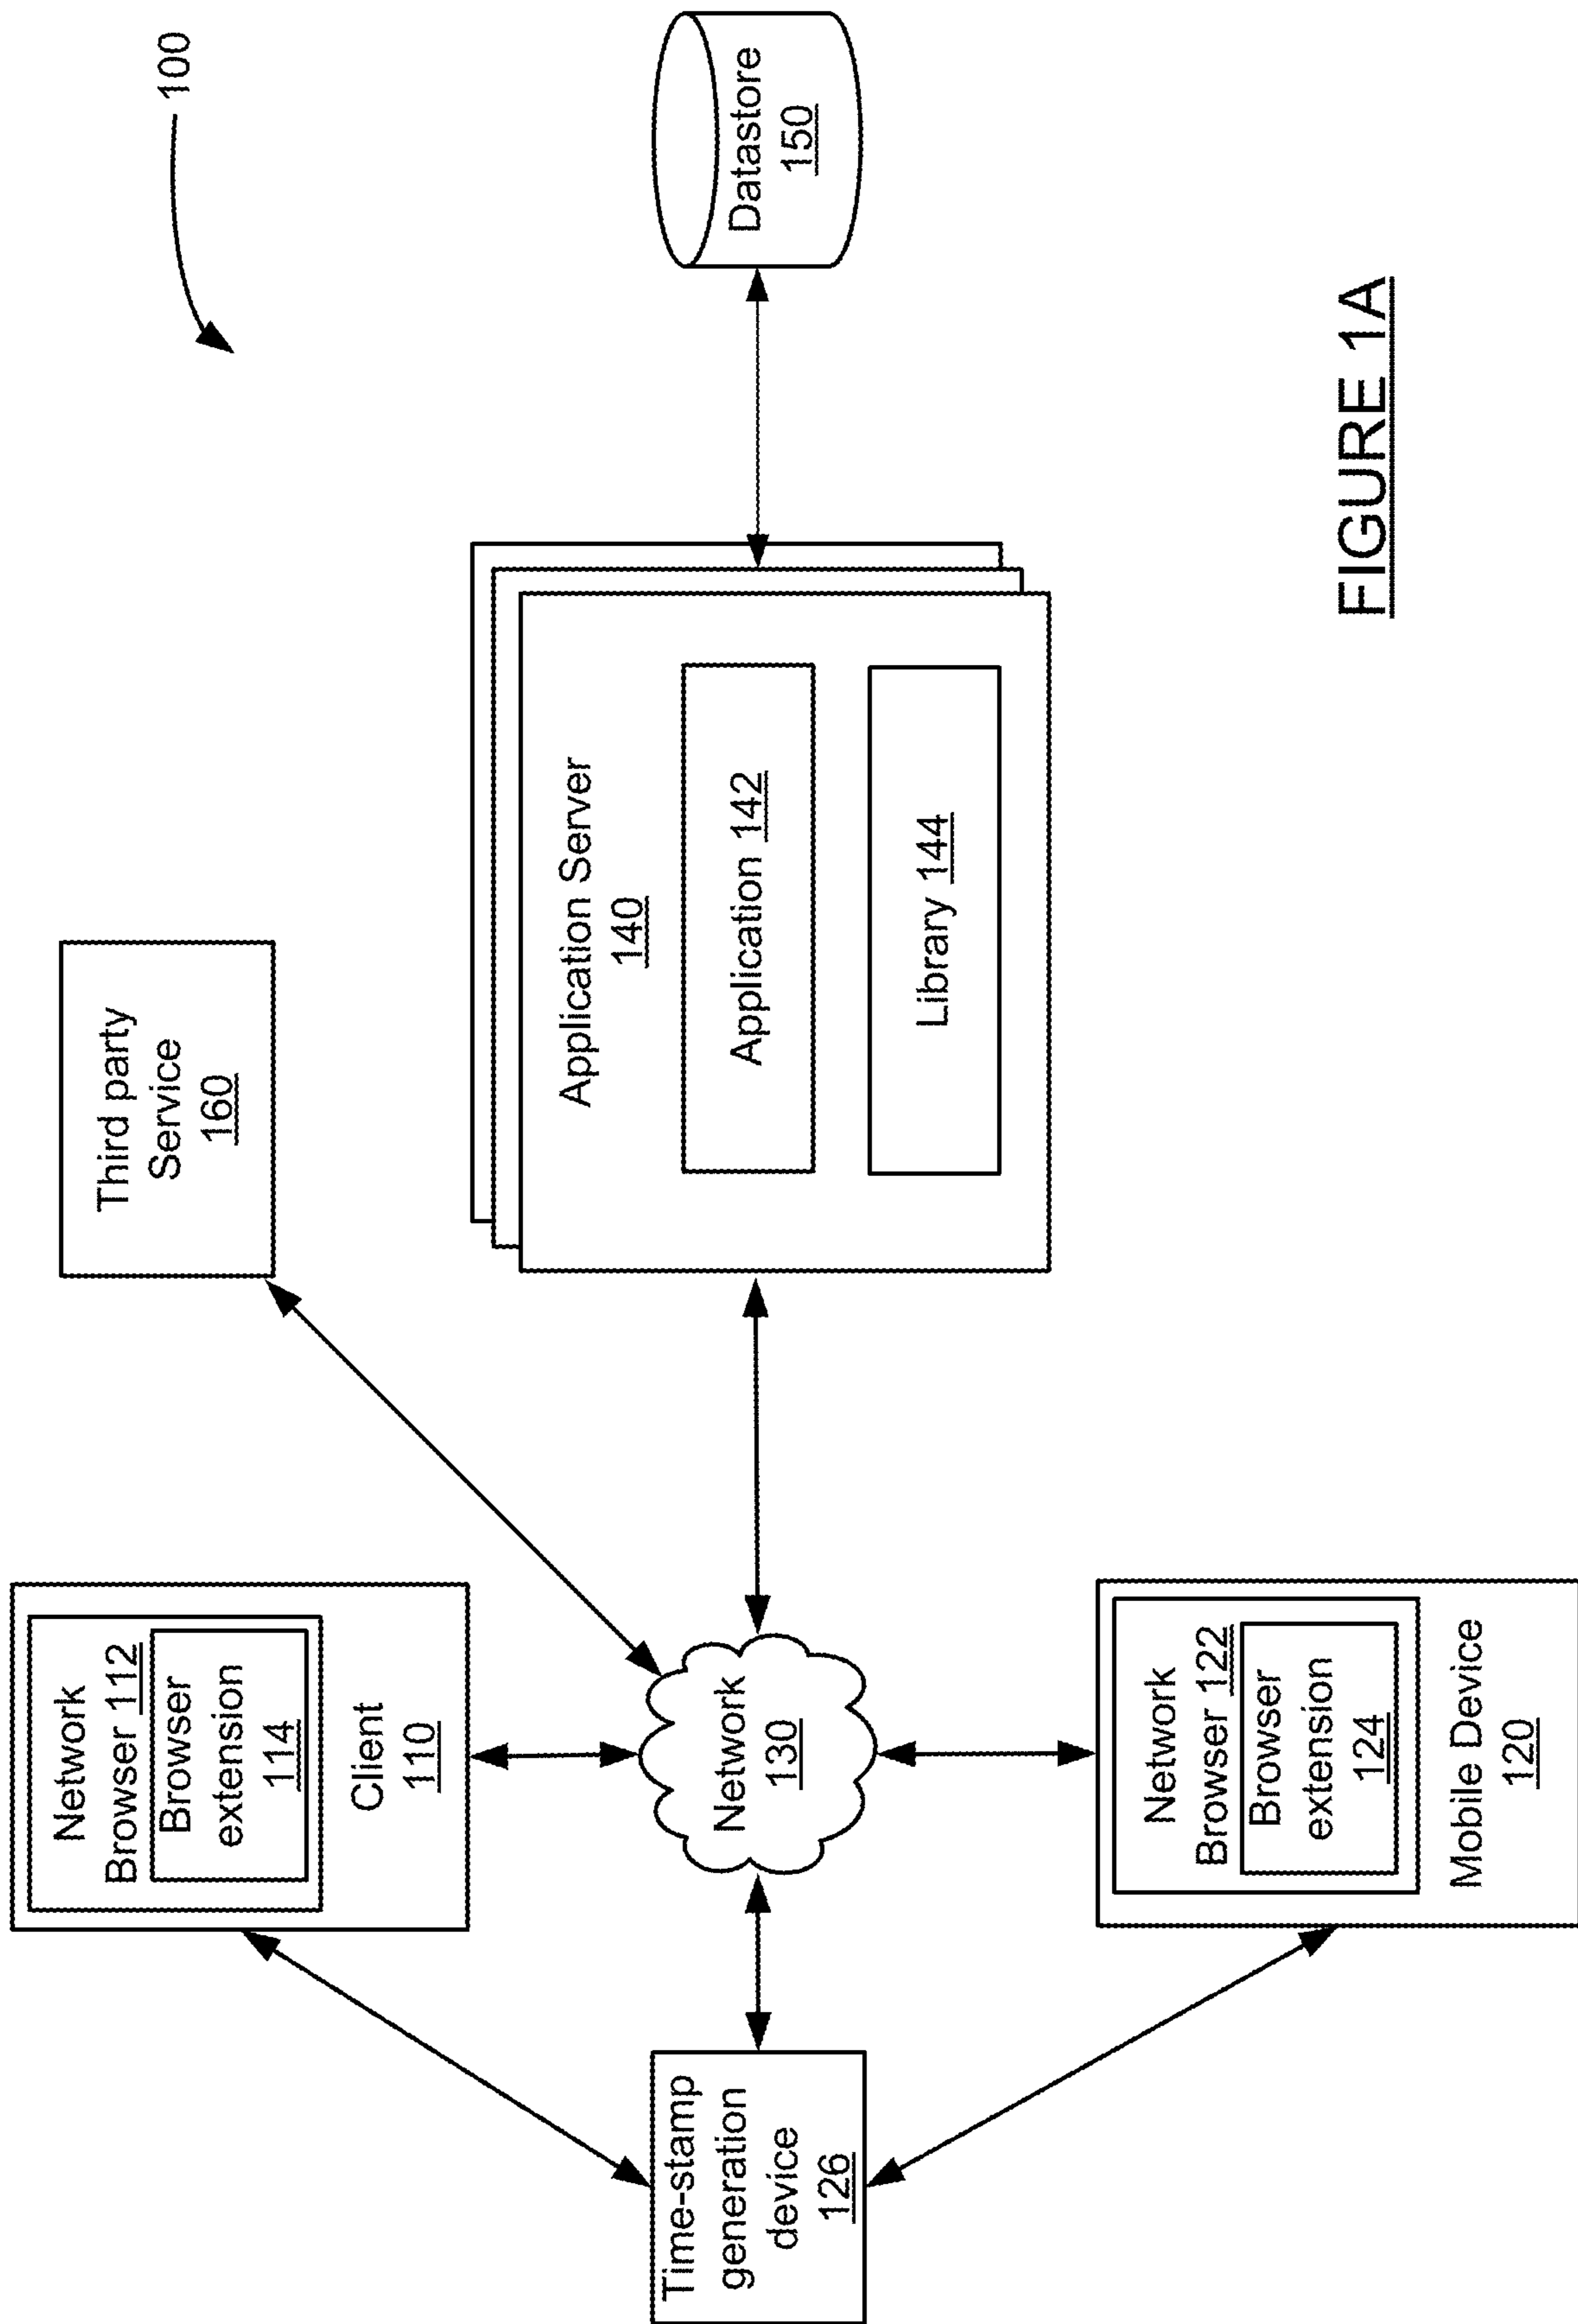 100
Third party
Service
160
Network
Browser 112
Browser
extension
114
Client
110
Time-stamp
generation
device
126
Network
130
Application Server
140
Application 142
Library 144
Datastore
150
Network
Browser 122
Browser
extension
124
Mobile Device
120
FIGURE 1A